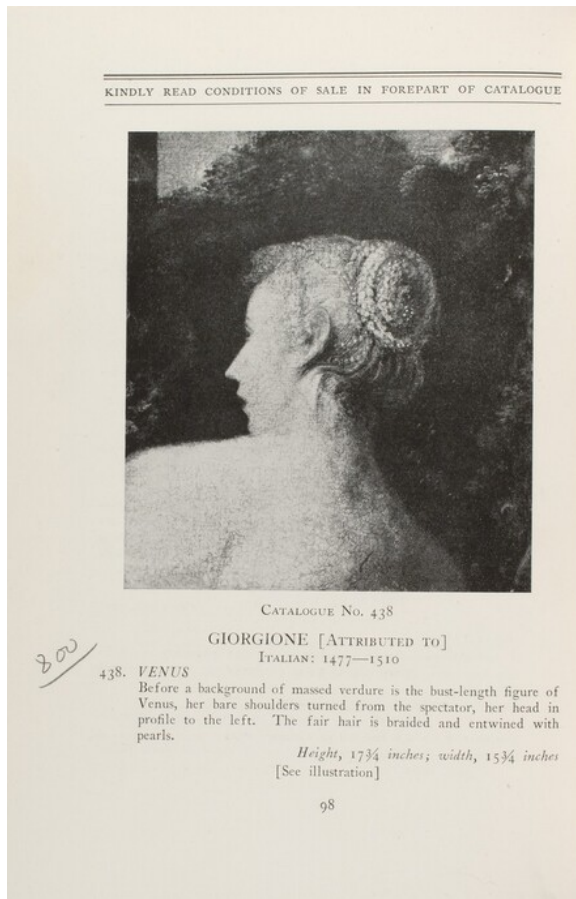 KINDLY READ CONDITIONS OF SALE IN FOREPART OF CATALOGUE
CATALOGUE NO. 438
GIORGIONE [ATTRIBUTED TO]
ITALIAN: 1477—1510
800
438. VENUS
Before a background of massed verdure is the bust-length figure of
Venus, her bare shoulders turned from the spectator, her head in
profile to the left. The fair hair is braided and entwined with
pearls.
Height, 17¾ inches; width, 15¾ inches
[See illustration]
98